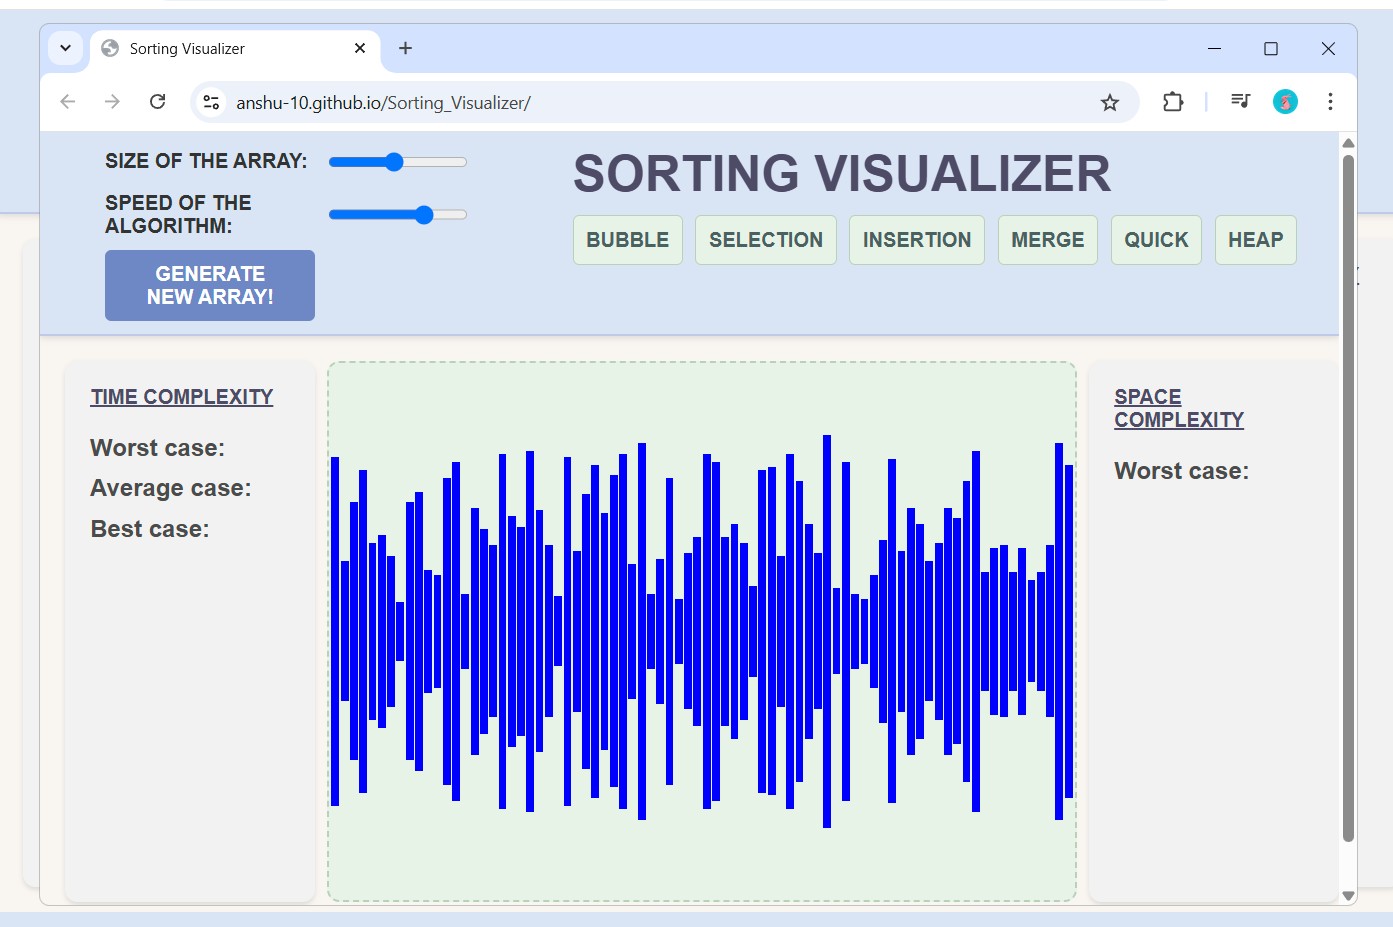 Sorting Visualizer
anshu-10.github.io/Sorting_Visualizer/
SIZE OF THE ARRAY:
SPEED OF THE
ALGORITHM:
GENERATE
NEW ARRAY!
SORTING VISUALIZER
BUBBLE SELECTION INSERTION MERGE QUICK HEAP
TIME COMPLEXITY
Worst case:
Average case:
Best case:
SPACE
COMPLEXITY
Worst case: